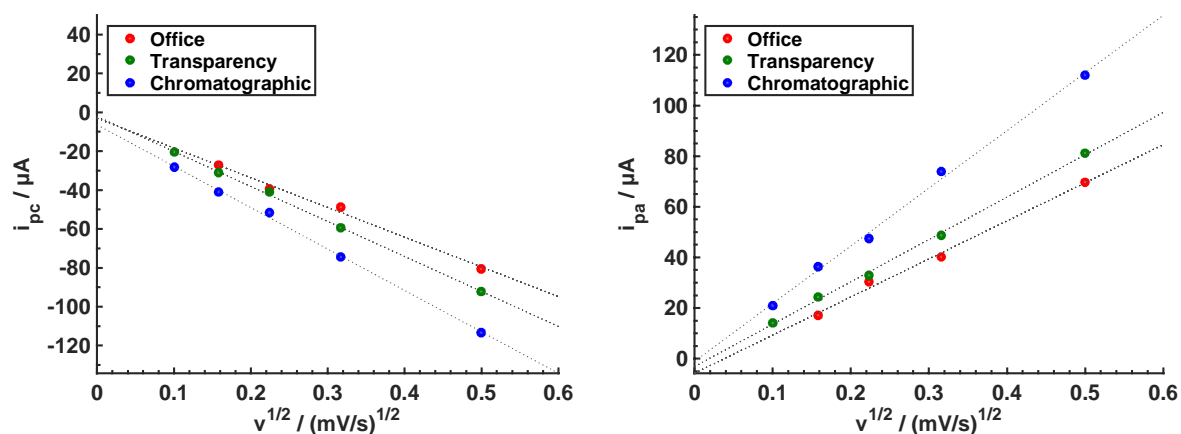 40
20
0
-20
-40
-60
-80
-100
-120
i_pc / µA
Office
Transparency
Chromatographic
0 0.1 0.2 0.3 0.4 0.5 0.6
v^1/2 / (mV/s)^1/2
120
100
80
60
40
20
0
i_pa / µA
Office
Transparency
Chromatographic
0 0.1 0.2 0.3 0.4 0.5 0.6
v^1/2 / (mV/s)^1/2